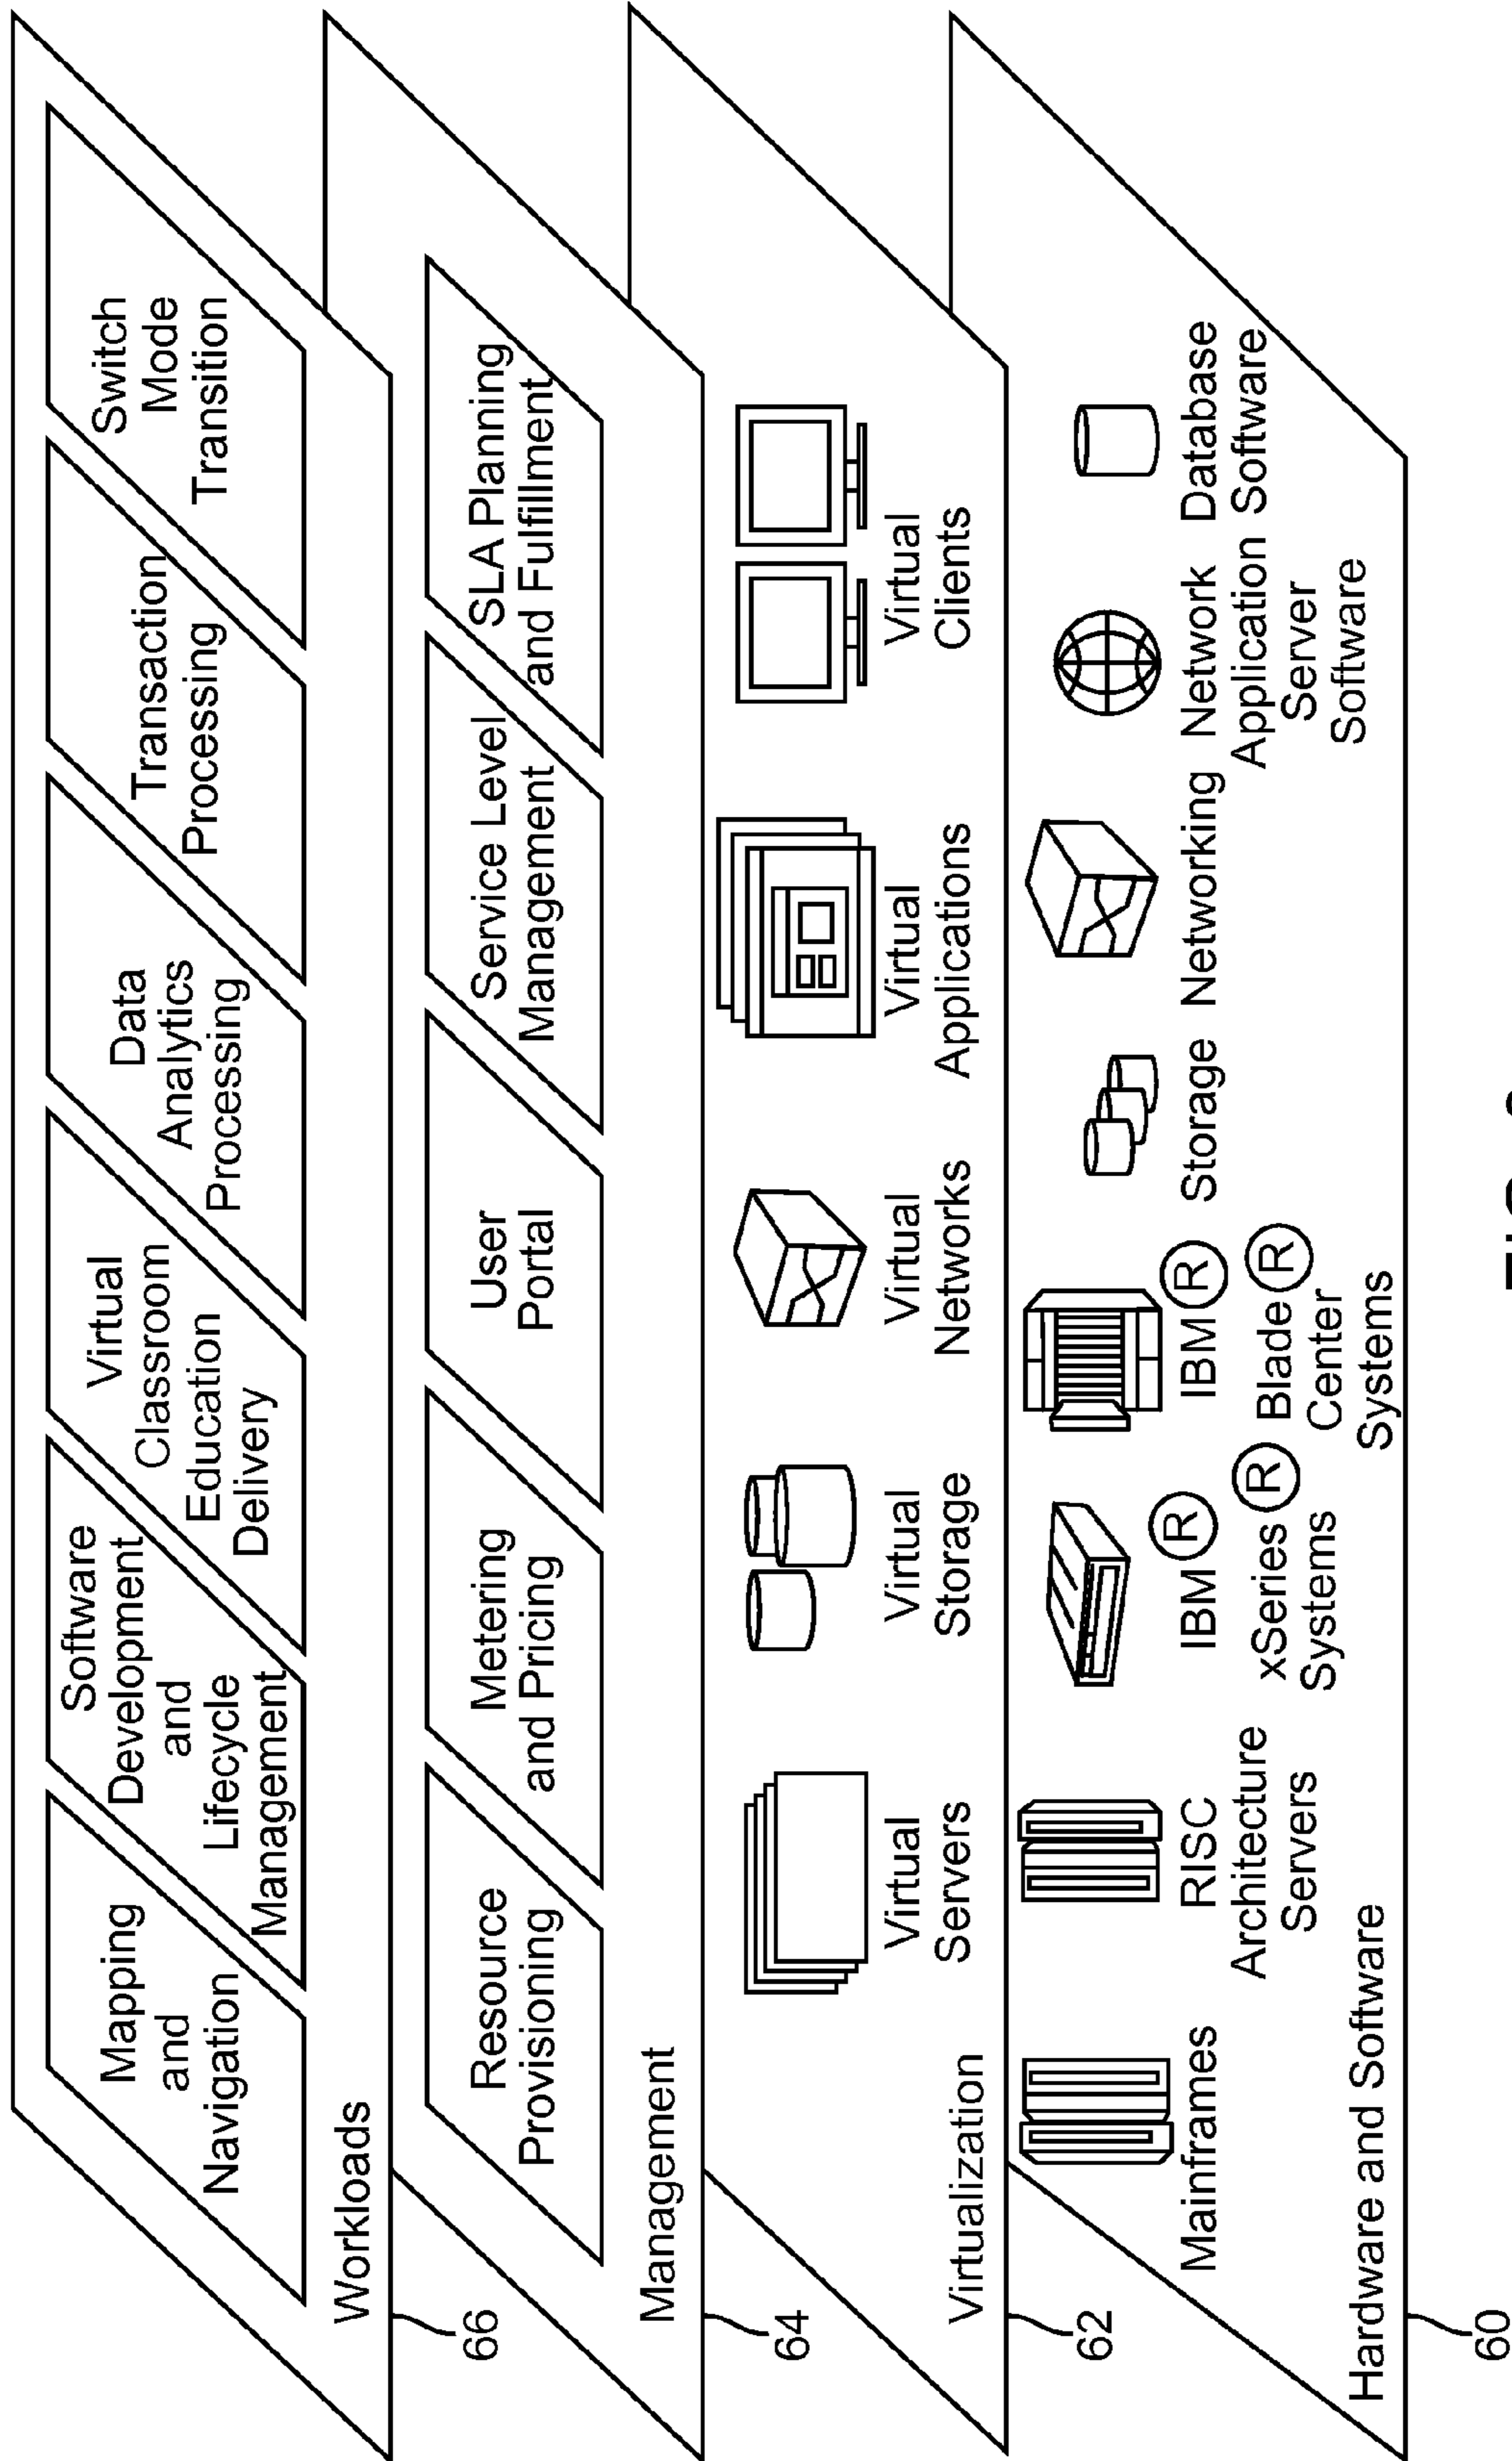 Mapping
and
Navigation
Software
Development
and
Lifecycle
Management
Virtual
Classroom
Education
Delivery
Data
Analytics
Processing
Transaction
Processing
Switch
Mode
Transition
Workloads
66
Resource
Provisioning
Metering
and Pricing
User
Portal
Service Level
Management
SLA Planning
and Fulfillment
Management
64
Virtual
Servers
Virtual
Storage
Virtual
Networks
Virtual
Applications
Virtual
Clients
Virtualization
62
Mainframes
RISC
Architecture
Servers
IBM®
xSeries®
Systems
IBM®
Blade®
Center
Systems
Storage
Networking
Network
Application
Server
Software
Database
Software
Hardware and Software
60